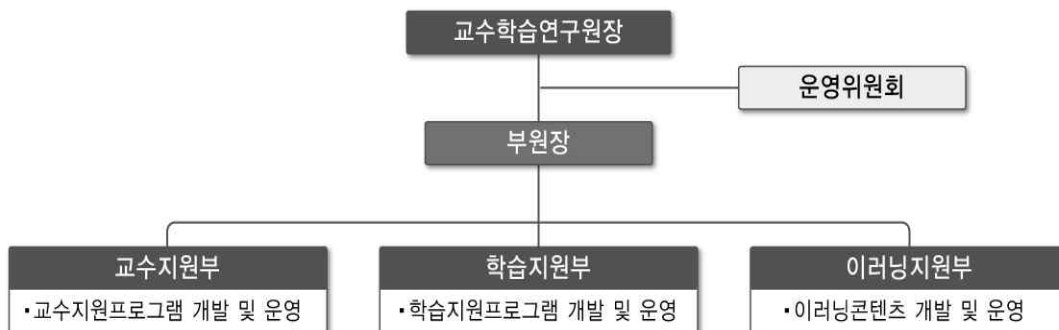 교수학습연구원장
운영위원회
부원장
교수지원부
▪교수지원프로그램 개발 및 운영
학습지원부
▪학습지원프로그램 개발 및 운영
이러닝지원부
▪이러닝콘텐츠 개발 및 운영